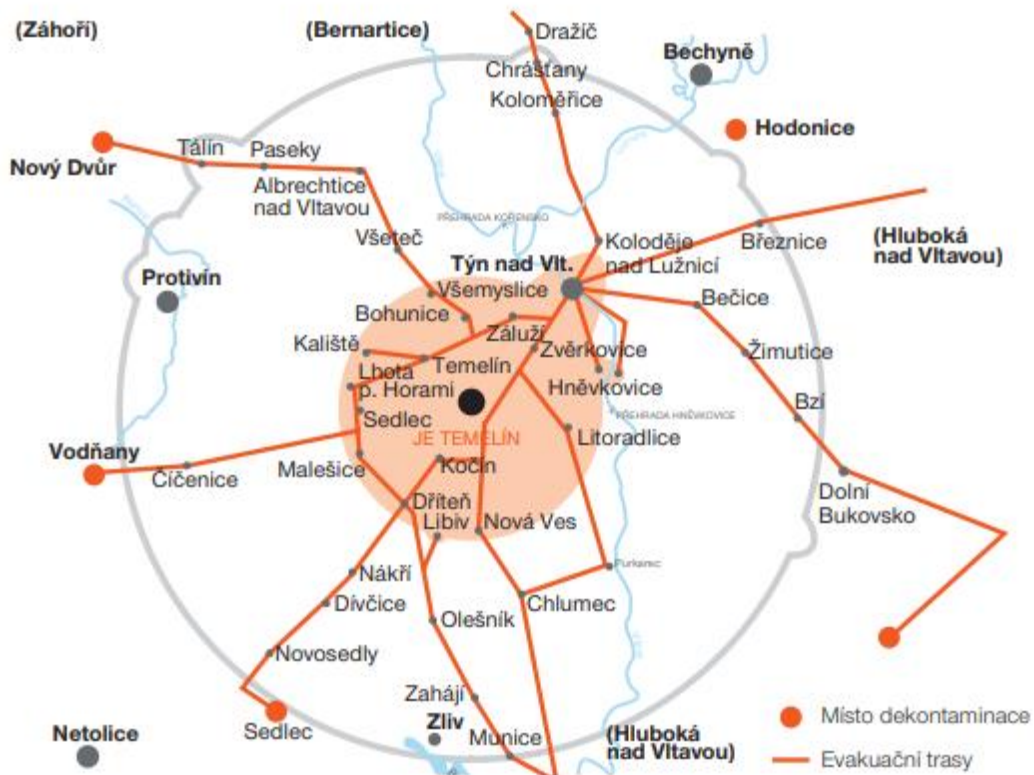 (Záhoří)
(Bernartice)
Dražíč
Bechyně
Chrášťany
Koloměřice
Hodonice
Nový Dvůr
Tálín
Paseky
Albrechtice
nad Vltavou
PŘEHRADA KOŘENSKO
Všeteč
Koloděje
nad Lužnicí
Březnice
(Hluboká
nad Vltavou)
Týn nad Vlt.
Protivín
Všemyslice
Bohunice
Bečice
Záluží
Zvěrkovice
Kaliště
Temelín
Žimutice
Lhota
p. Horami
Hněvkovice
Sedlec
PŘEHRADA HNĚVKOVICE
Bzí
JE TEMELÍN
Litoradlice
Vodňany
Číčenice
Malešice
Kočín
Dříteň
Libiv
Nová Ves
Dolní
Bukovsko
Purkarec
Nákří
Dívčice
Chlumec
Olešník
Novosedly
Zahájí
Sedlec
Zliv
Munice
(Hluboká
nad Vltavou)
Netolice
Místo dekontaminace
Evakuační trasy